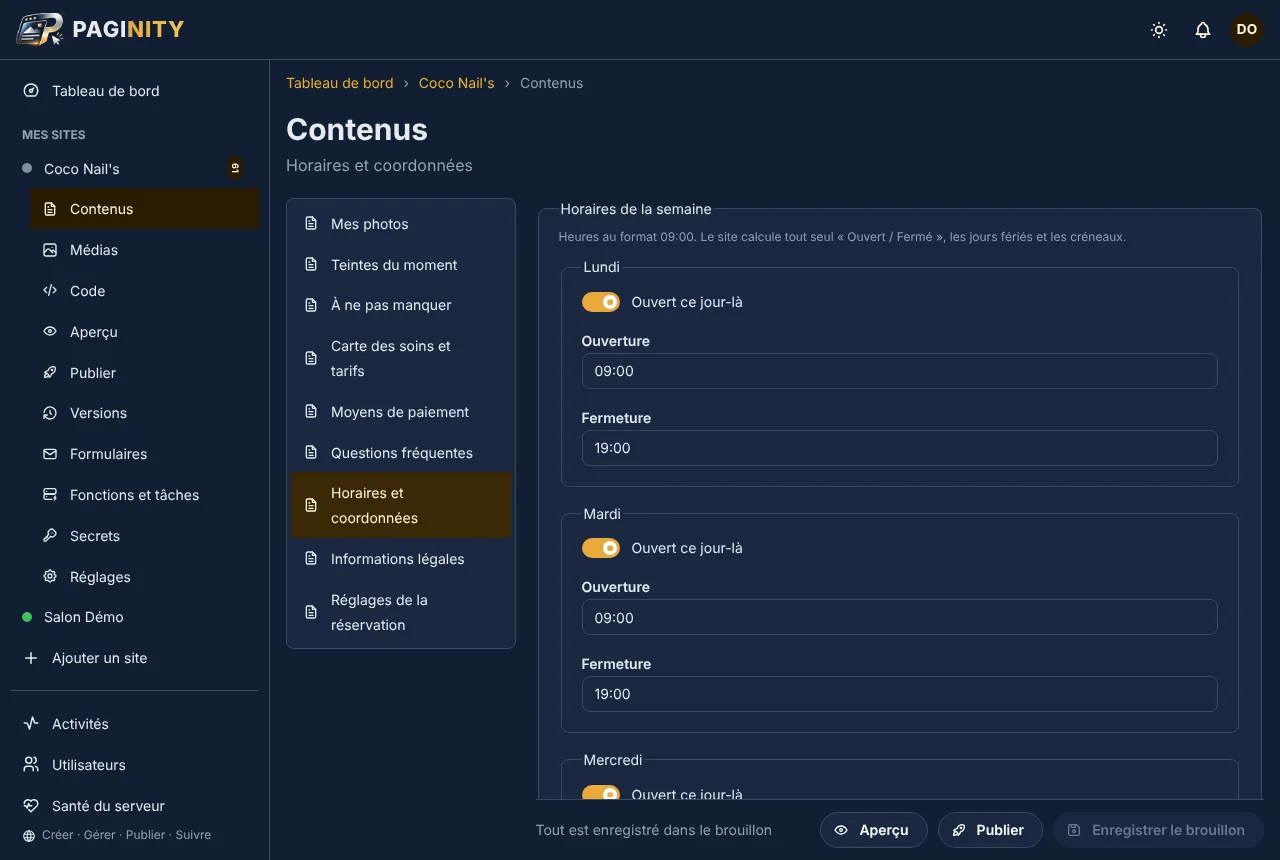 PAGINITY
DO
Tableau de bord
MES SITES
Coco Nail's
61
Contenus
Médias
Code
Aperçu
Publier
Versions
Formulaires
Fonctions et tâches
Secrets
Réglages
Salon Démo
Ajouter un site
Activités
Utilisateurs
Santé du serveur
Créer · Gérer · Publier · Suivre
Tableau de bord › Coco Nail's › Contenus
Contenus
Horaires et coordonnées
Mes photos
Teintes du moment
À ne pas manquer
Carte des soins et
tarifs
Moyens de paiement
Questions fréquentes
Horaires et
coordonnées
Informations légales
Réglages de la
réservation
Horaires de la semaine
Heures au format 09:00. Le site calcule tout seul « Ouvert / Fermé », les jours fériés et les créneaux.
Lundi
Ouvert ce jour-là
Ouverture
09:00
Fermeture
19:00
Mardi
Ouvert ce jour-là
Ouverture
09:00
Fermeture
19:00
Mercredi
Ouvert ce jour-là
Tout est enregistré dans le brouillon
Aperçu
Publier
Enregistrer le brouillon